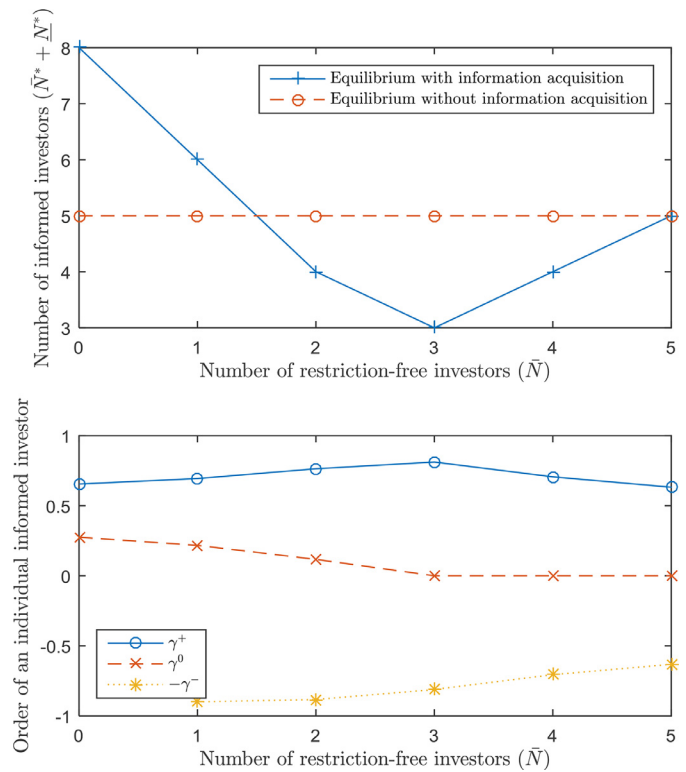 Number of informed investors (N̄* + N̲*)
8
7
6
5
4
3
Equilibrium with information acquisition
Equilibrium without information acquisition
0 1 2 3 4 5
Number of restriction-free investors (N̄)
Order of an individual informed investor
1
0.5
0
-0.5
-1
γ⁺
γ⁰
−γ⁻
0 1 2 3 4 5
Number of restriction-free investors (N̄)